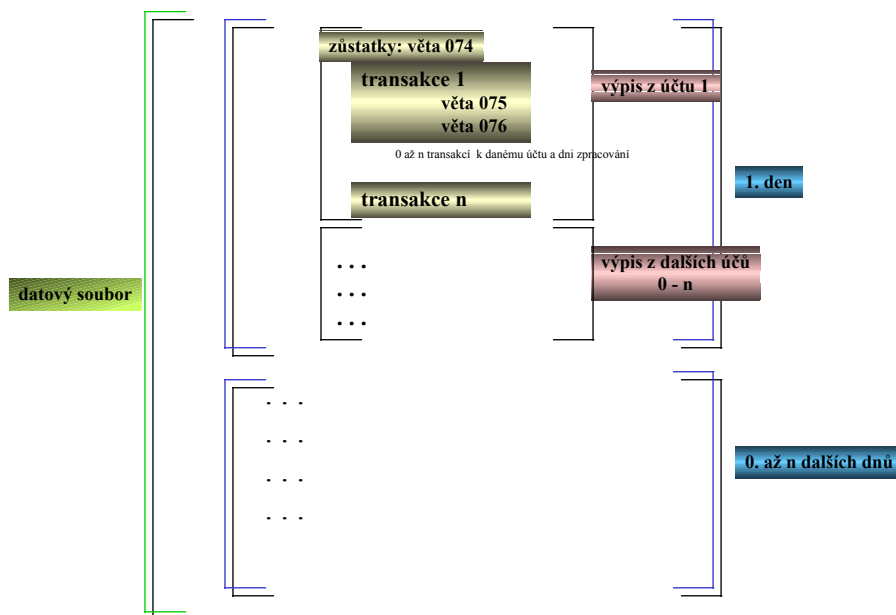 zůstatky: věta 074
transakce 1
věta 075
věta 076
výpis z účtu 1
0 až n transakcí k danému účtu a dni zpracování
1. den
transakce n
výpis z dalších účů
0 - n
. . .
. . .
. . .
datový soubor
. . .
. . .
. . .
. . .
0. až n dalších dnů